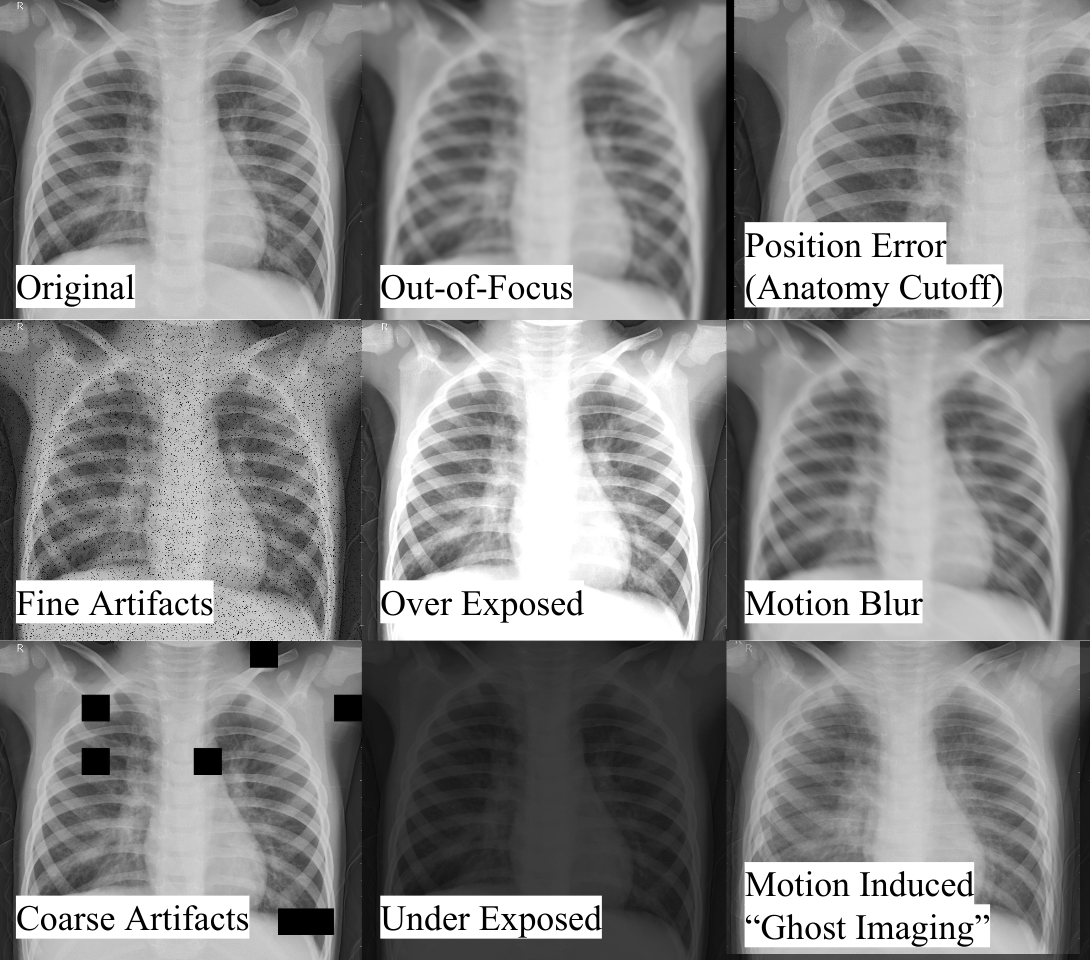 R
Original
Out-of-Focus
Position Error
(Anatomy Cutoff)
Fine Artifacts
R
Over Exposed
Motion Blur
Coarse Artifacts
Under Exposed
R
Motion Induced
“Ghost Imaging”